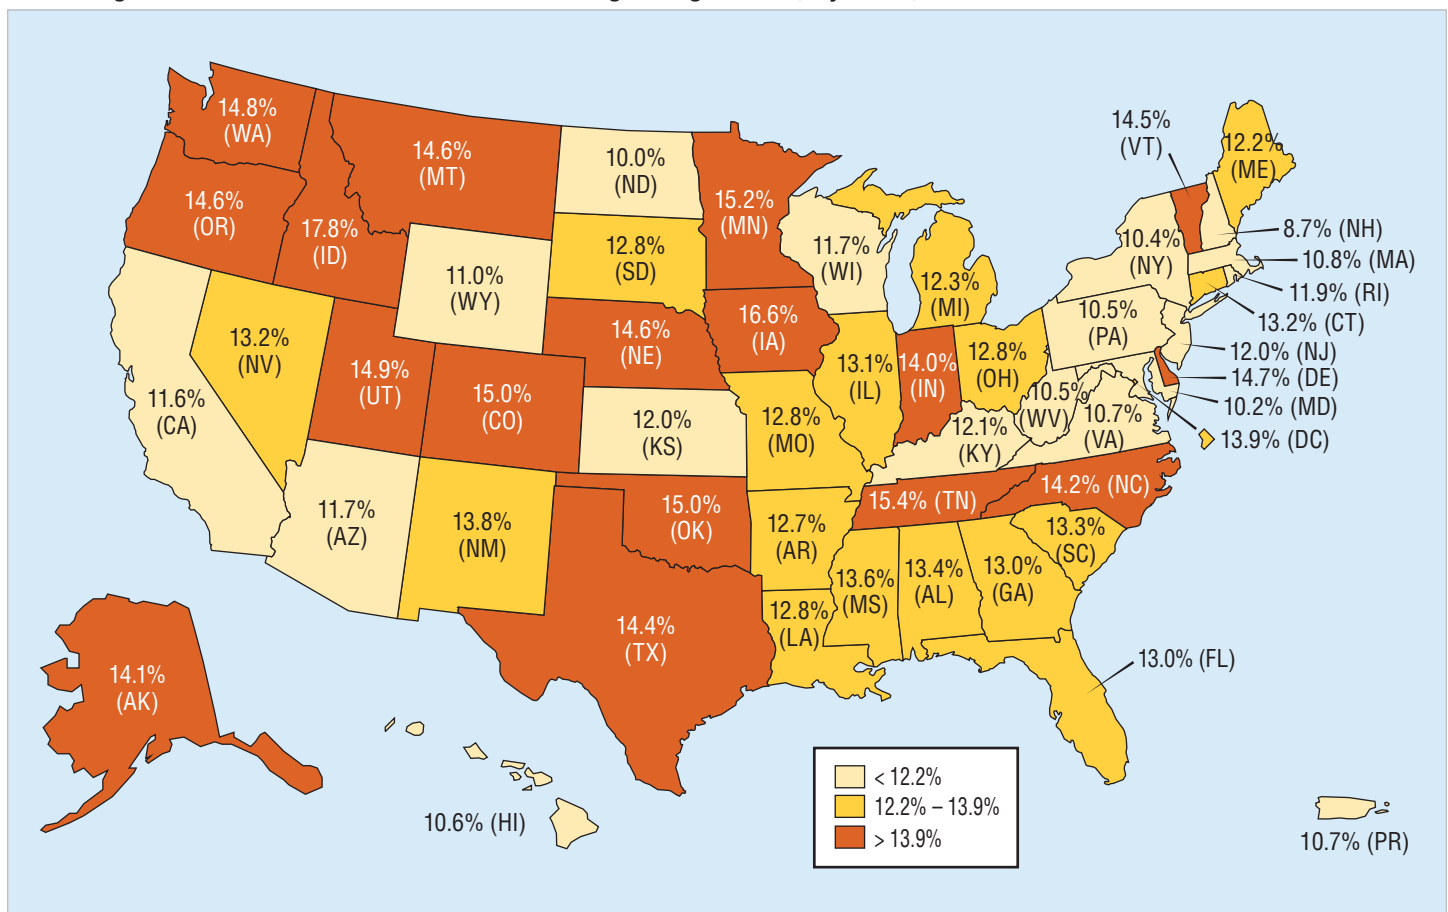 14.8%
(WA)
14.6%
(OR)
17.8%
(ID)
14.6%
(MT)
10.0%
(ND)
12.8%
(SD)
15.2%
(MN)
11.7%
(WI)
12.3%
(MI)
10.4%
(NY)
14.5%
(VT)
12.2%
(ME)
8.7% (NH)
10.8% (MA)
11.9% (RI)
13.2% (CT)
12.0% (NJ)
14.7% (DE)
10.2% (MD)
13.9% (DC)
11.6%
(CA)
13.2%
(NV)
14.9%
(UT)
11.0%
(WY)
15.0%
(CO)
14.6%
(NE)
12.0%
(KS)
16.6%
(IA)
12.8%
(MO)
13.1%
(IL)
14.0%
(IN)
12.8%
(OH)
10.5%
(PA)
10.5%
(WV)
10.7%
(VA)
12.1%
(KY)
15.4% (TN)
14.2% (NC)
13.3%
(SC)
11.7%
(AZ)
13.8%
(NM)
15.0%
(OK)
12.7%
(AR)
14.4%
(TX)
12.8%
(LA)
13.6%
(MS)
13.4%
(AL)
13.0%
(GA)
13.0% (FL)
14.1%
(AK)
10.6% (HI)
< 12.2%
12.2% – 13.9%
> 13.9%
10.7% (PR)